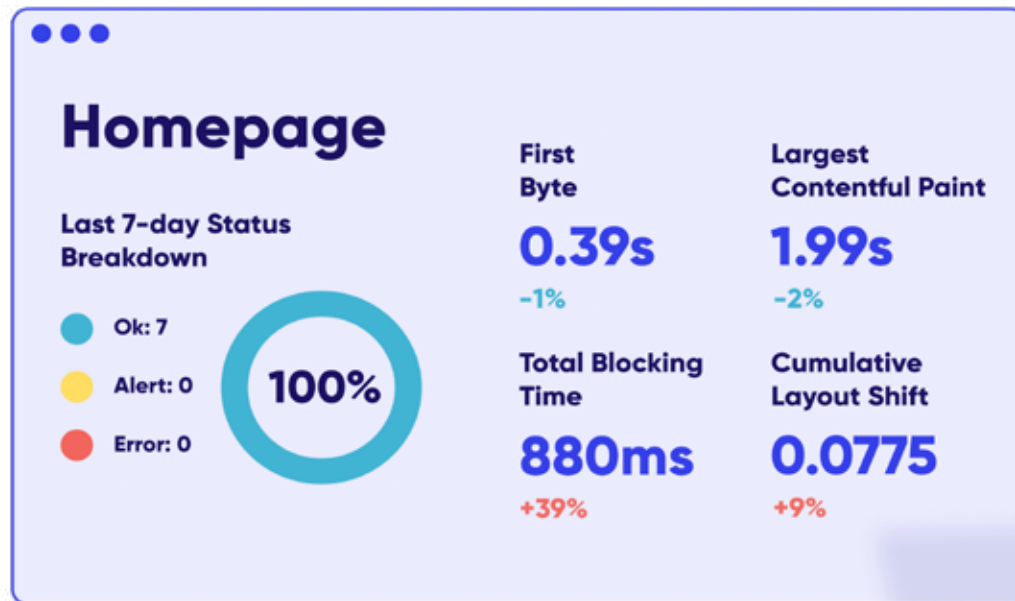 Homepage
Last 7-day Status
Breakdown
Ok: 7
Alert: 0
Error: 0
100%
First
Byte
0.39s
-1%
Largest
Contentful Paint
1.99s
-2%
Total Blocking
Time
880ms
+39%
Cumulative
Layout Shift
0.0775
+9%